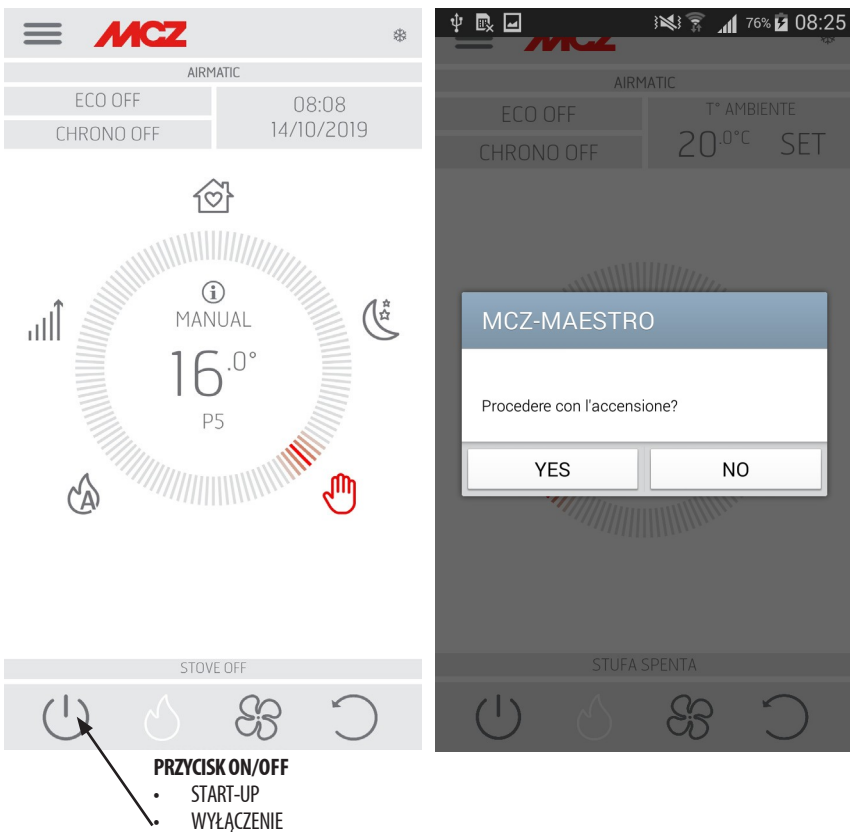 MCZ
AIRMATIC
ECO OFF
CHRONO OFF
08:08
14/10/2019
MANUAL
16.0°
P5
A
STOVE OFF
PRZYCISK ON/OFF
• START-UP
• WYŁĄCZENIE
76% 08:25
MCZ
AIRMATIC
ECO OFF
CHRONO OFF
T° AMBIENTE
20.0°C SET
MCZ-MAESTRO
Procedere con l'accensione?
YES NO
STUFA SPENTA